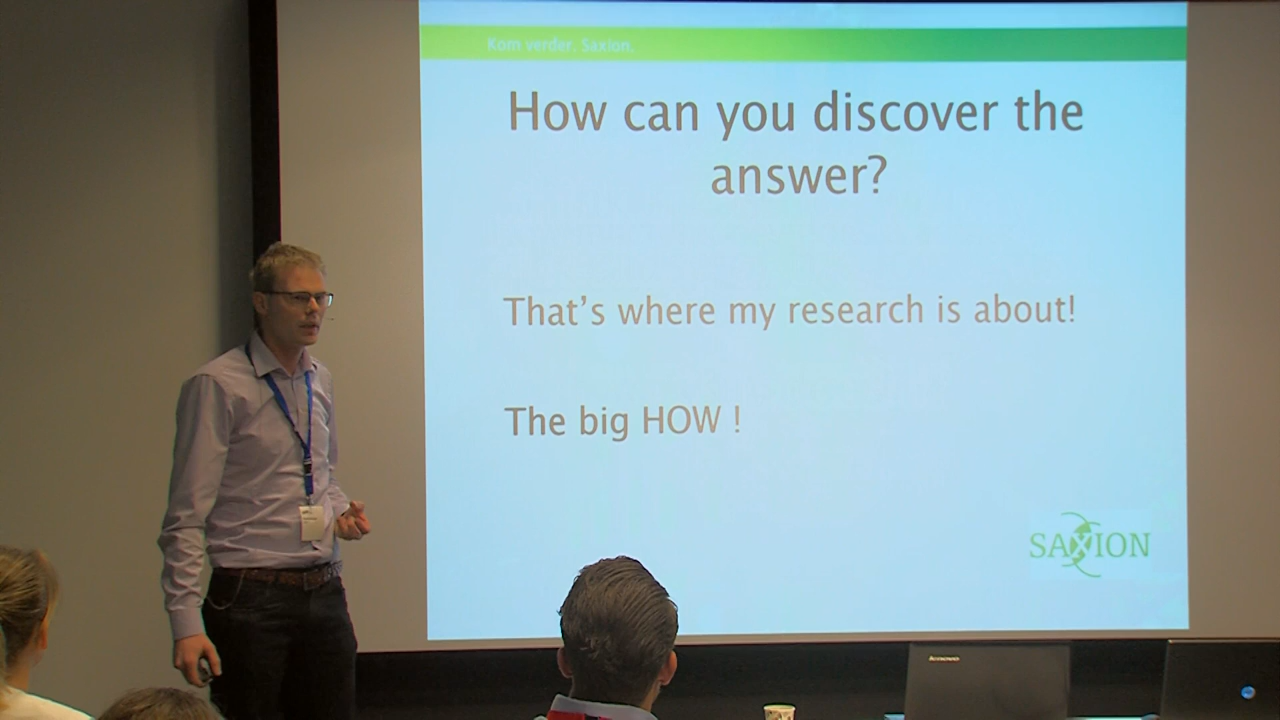 Kom verder. Saxion.
How can you discover the
answer?
That's where my research is about!
The big HOW !
SAXION
Lenovo